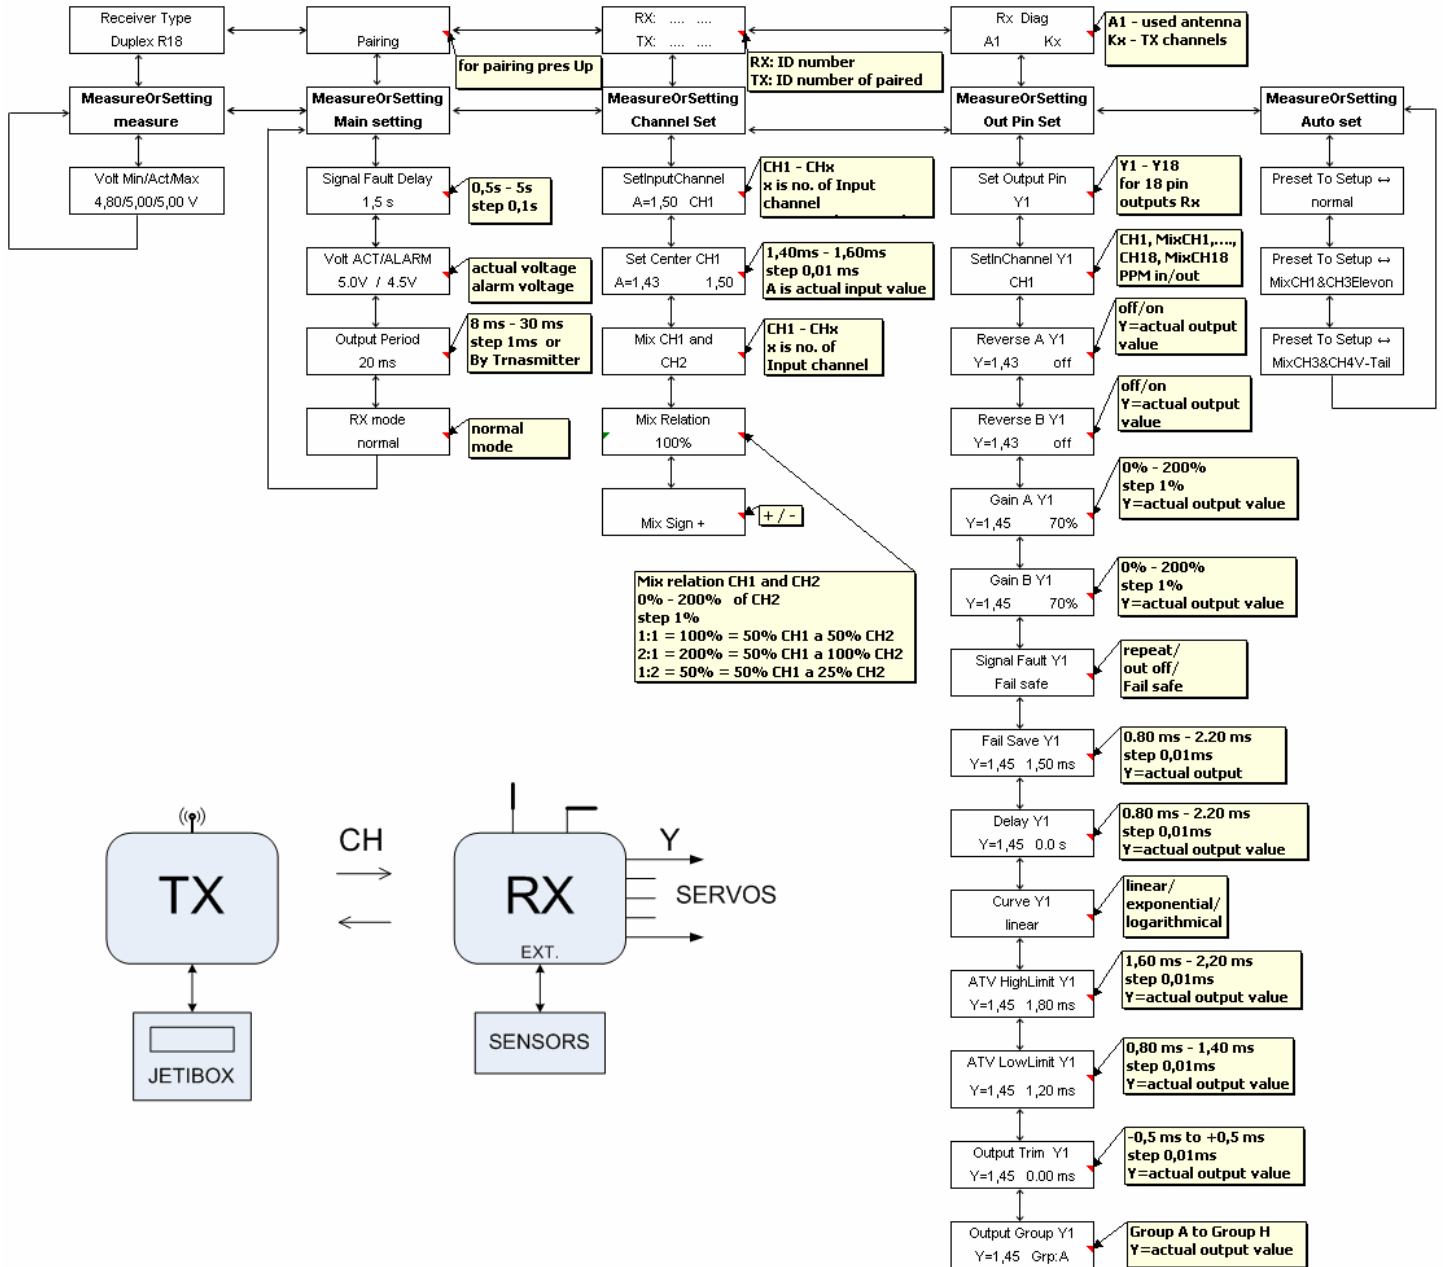 Receiver Type
Duplex R18
Pairing
for pairing pres Up
RX: .... ....
TX: .... ....
RX: ID number
TX: ID number of paired
Rx Diag
A1 Kx
A1 - used antenna
Kx - TX channels
MeasureOrSetting
measure
MeasureOrSetting
Main setting
MeasureOrSetting
Channel Set
MeasureOrSetting
Out Pin Set
MeasureOrSetting
Auto set
Volt Min/Act/Max
4,80/5,00/5,00 V
Signal Fault Delay
1,5 s
0,5s - 5s
step 0,1s
Volt ACT/ALARM
5.0V / 4.5V
actual voltage
alarm voltage
Output Period
20 ms
8 ms - 30 ms
step 1ms or
By Trnasmitter
RX mode
normal
normal
mode
SetInputChannel
A=1,50 CH1
CH1 - CHx
x is no. of Input
channel
Set Center CH1
A=1,43 1,50
1,40ms - 1,60ms
step 0,01 ms
A is actual input value
Mix CH1 and
CH2
CH1 - CHx
x is no. of
Input channel
Mix Relation
100%
Mix Sign +
+ / -
Mix relation CH1 and CH2
0% - 200% of CH2
step 1%
1:1 = 100% = 50% CH1 a 50% CH2
2:1 = 200% = 50% CH1 a 100% CH2
1:2 = 50% = 50% CH1 a 25% CH2
Set Output Pin
Y1
Y1 - Y18
for 18 pin
outputs Rx
SetInChannel Y1
CH1
CH1, MixCH1,....,
CH18, MixCH18
PPM in/out
Reverse A Y1
Y=1,43 off
off/on
Y=actual output
value
Reverse B Y1
Y=1,43 off
off/on
Y=actual output
value
Gain A Y1
Y=1,45 70%
0% - 200%
step 1%
Y=actual output value
Gain B Y1
Y=1,45 70%
0% - 200%
step 1%
Y=actual output value
Signal Fault Y1
Fail safe
repeat/
out off/
Fail safe
Fail Save Y1
Y=1,45 1,50 ms
0.80 ms - 2.20 ms
step 0,01ms
Y=actual output
Delay Y1
Y=1,45 0.0 s
0.80 ms - 2.20 ms
step 0,01ms
Y=actual output value
Curve Y1
linear
linear/
exponential/
logarithmical
ATV HighLimit Y1
Y=1,45 1,80 ms
1,60 ms - 2,20 ms
step 0,01ms
Y=actual output value
ATV LowLimit Y1
Y=1,45 1,20 ms
0,80 ms - 1,40 ms
step 0,01ms
Y=actual output value
Output Trim Y1
Y=1,45 0.00 ms
-0,5 ms to +0,5 ms
step 0,01ms
Y=actual output value
Output Group Y1
Y=1,45 Grp:A
Group A to Group H
Y=actual output value
Preset To Setup ↔
normal
Preset To Setup ↔
MixCH1&CH3Elevon
Preset To Setup ↔
MixCH3&CH4V-Tail
TX
CH
RX
EXT.
Y
SERVOS
JETIBOX
SENSORS